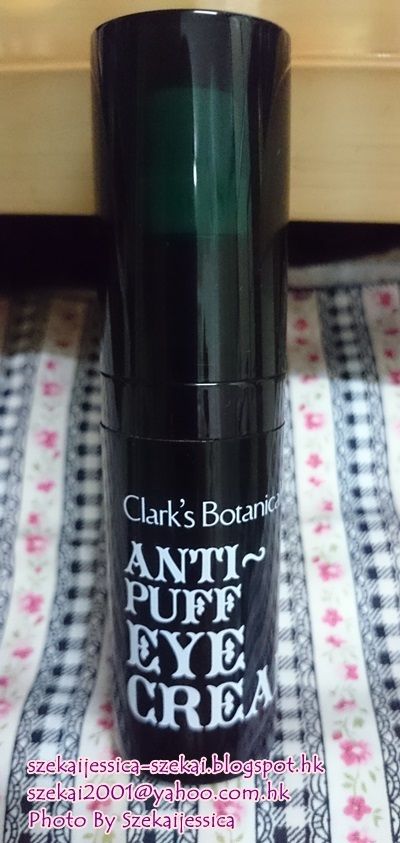 Clark's Botanica
ANTI~
PUFF
EYE
CREA
szekaijessica-szekai.blogspot.hk
szekai2001@yahoo.com.hk
Photo By Szekaijessica